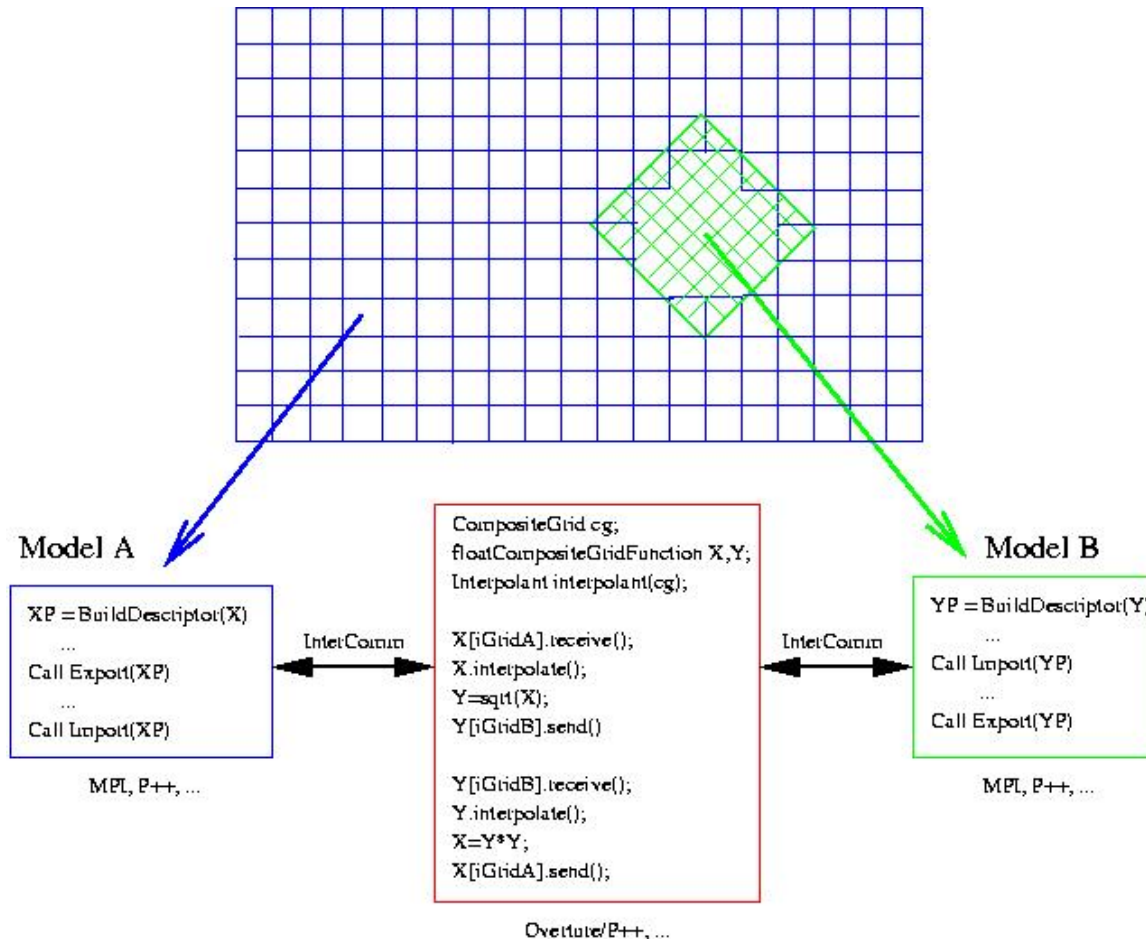 Model A
XP = BuildDescriptor(X)
...
Call Export(XP)
...
Call Import(XP)
MPI, P++, ...
InterComm
CompositeGrid cg;
floatCompositeGridFunction X,Y;
Interpolant interpolant(cg);
X[iGridA].receive();
X.interpolate();
Y=sqrt(X);
Y[iGridB].send()
Y[iGridB].receive();
Y.interpolate();
X=Y*Y;
X[iGridA].send();
Overture/P++, ...
InterComm
Model B
YP = BuildDescriptor(Y)
...
Call Import(YP)
...
Call Export(YP)
MPI, P++, ...